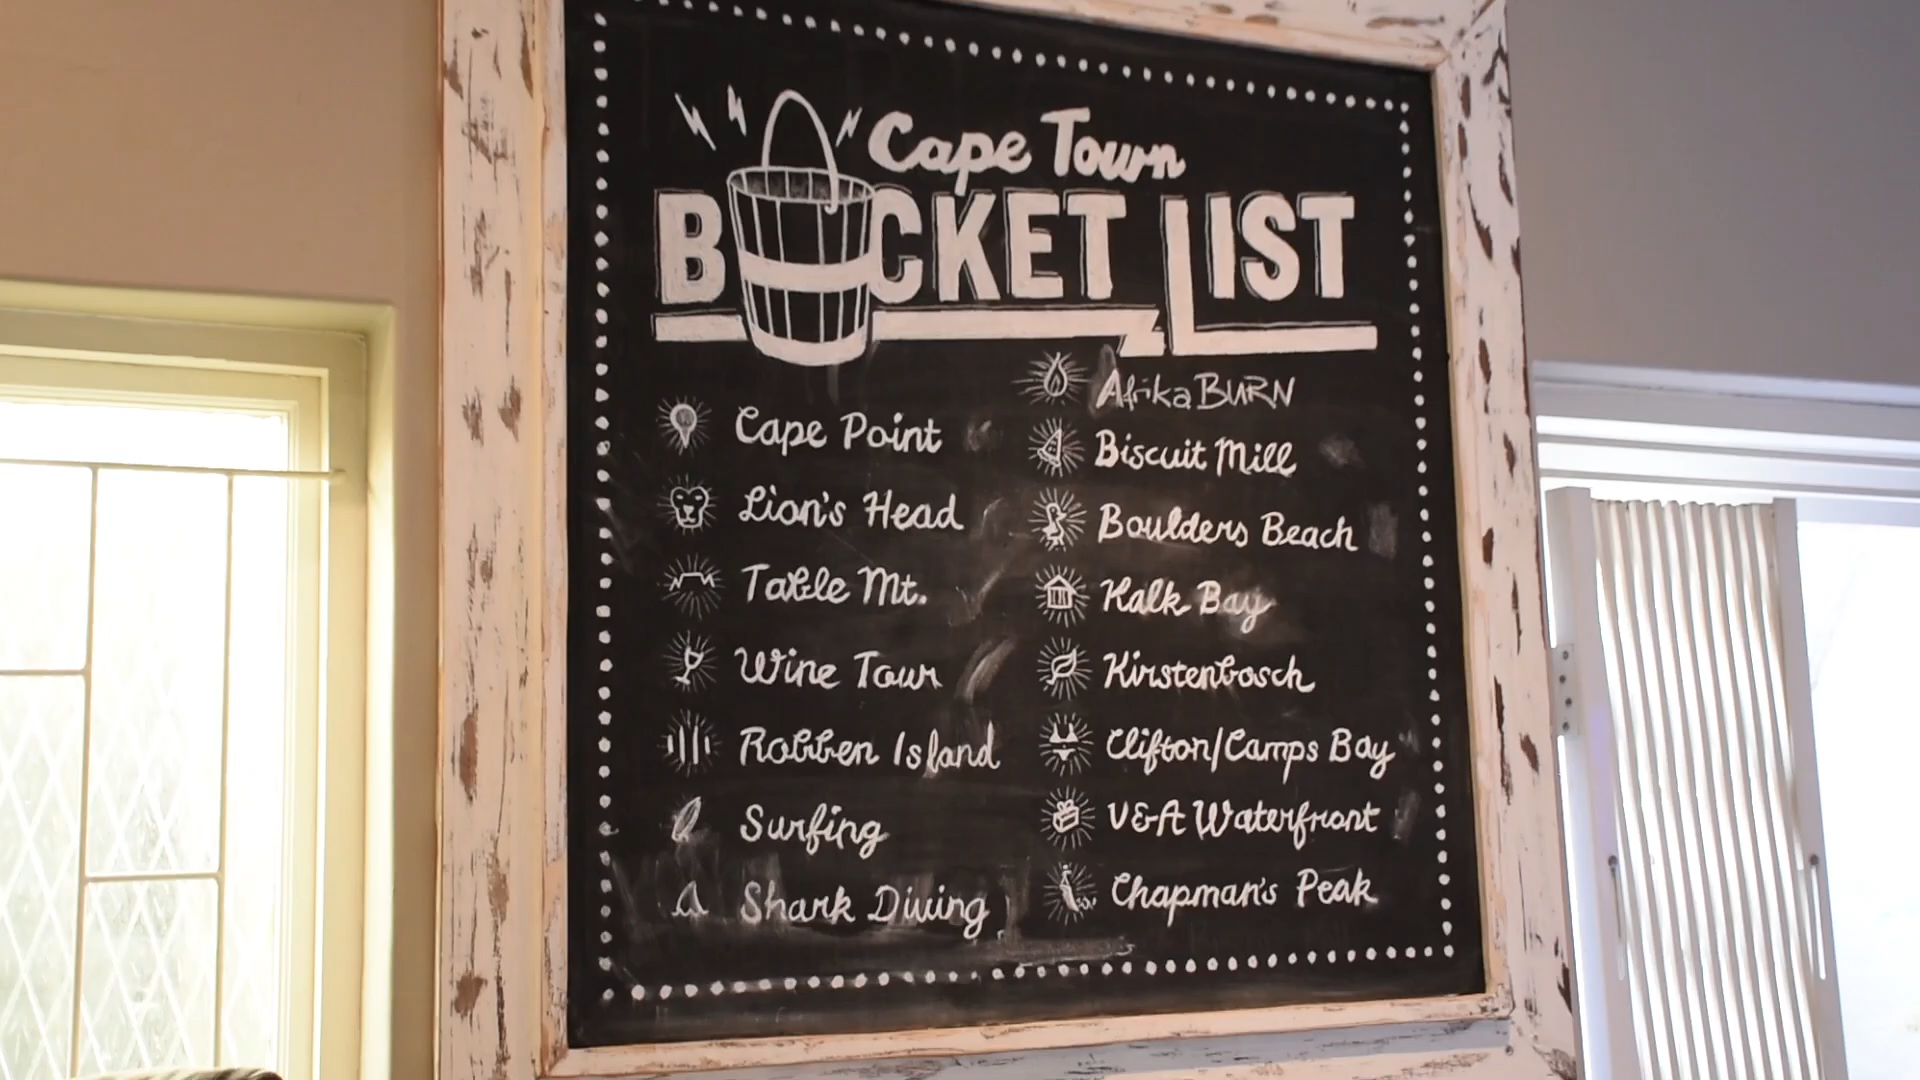 Cape Town
BUCKET LIST
Cape Point
Lion's Head
Table Mt.
Wine Tour
Robben Island
Surfing
Shark Diving
AfrikaBURN
Biscuit Mill
Boulders Beach
Kalk Bay
Kirstenbosch
Clifton/Camps Bay
V&A Waterfront
Chapman's Peak